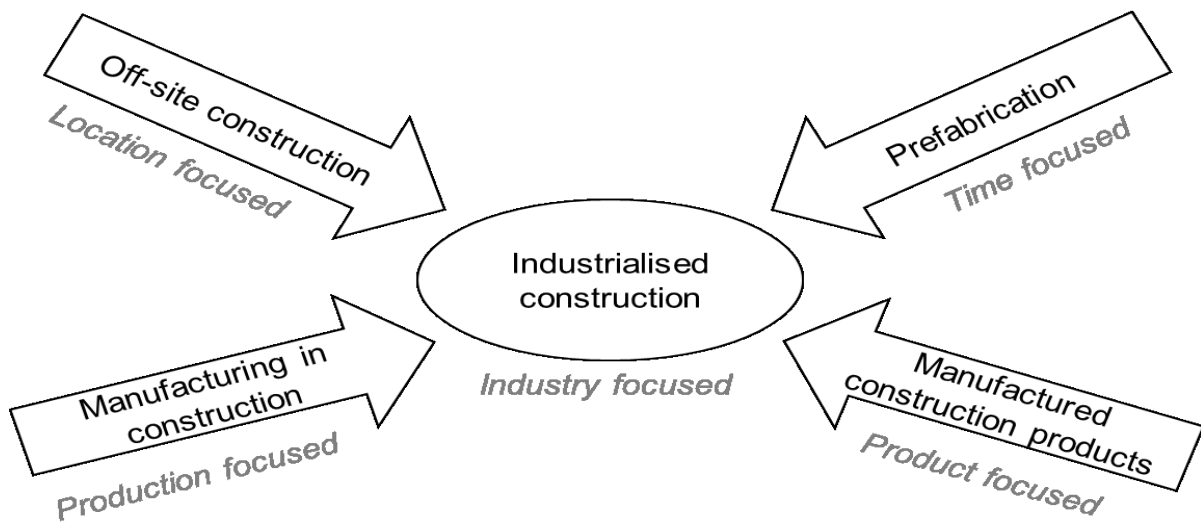 Off-site construction
Location focused
Prefabrication
Time focused
Industrialised
construction
Industry focused
Manufacturing in
construction
Production focused
Manufactured
construction products
Product focused